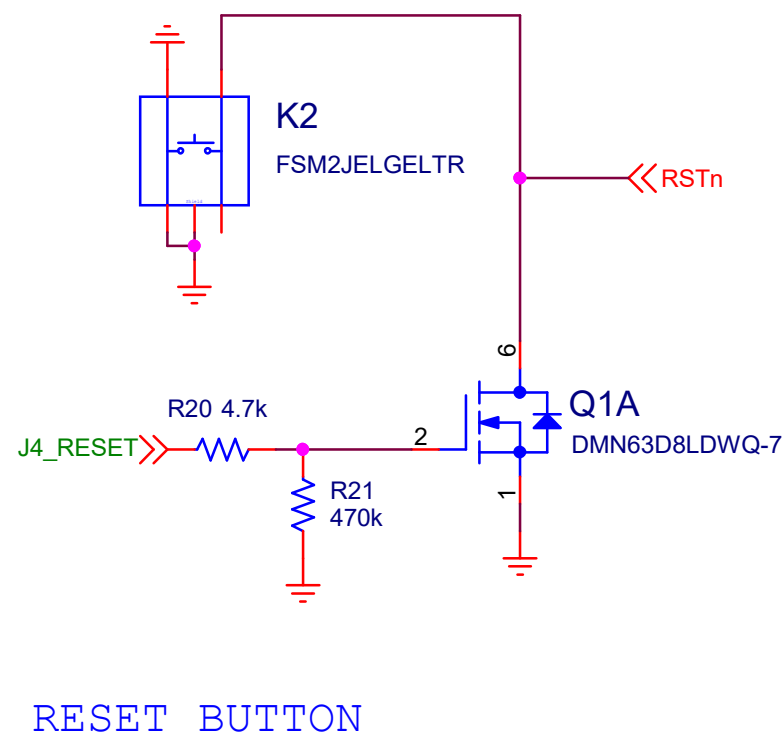 K2
FSM2JELGELTR
RSTn
6
Q1A
DMN63D8LDWQ-7
R20 4.7k
J4_RESET
2
R21
470k
1
RESET BUTTON